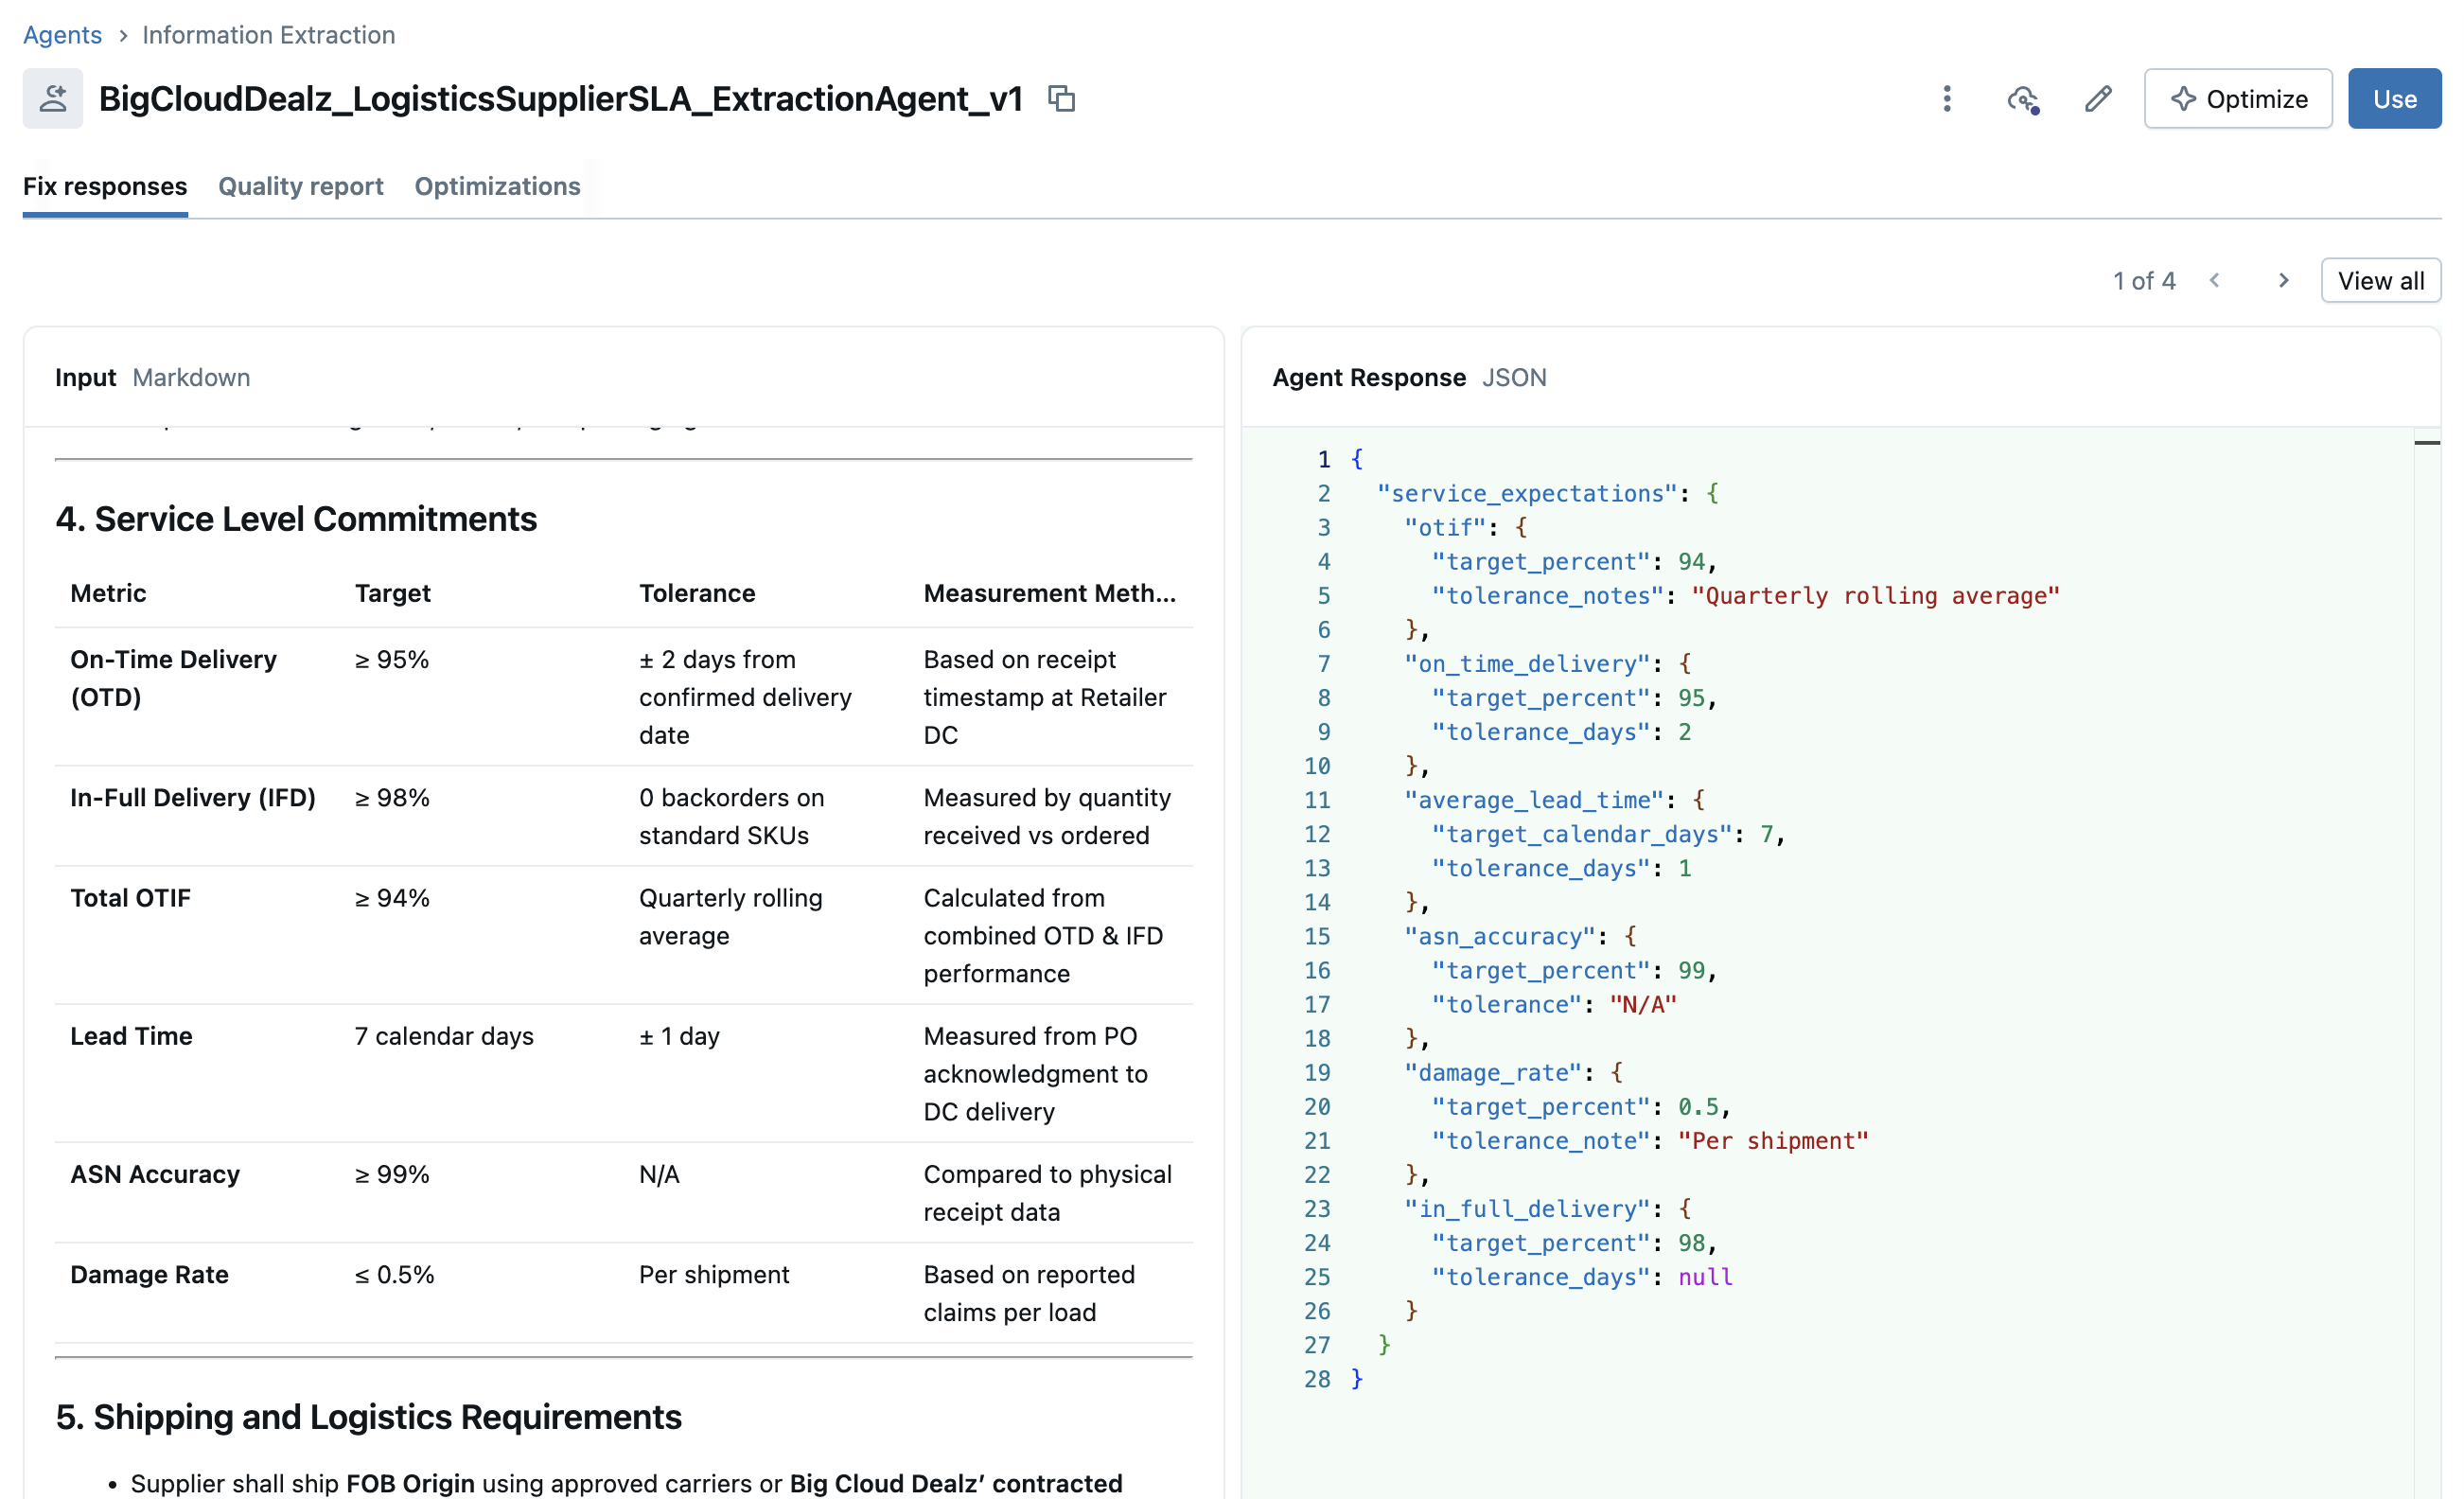 Agents > Information Extraction
BigCloudDealz_LogisticsSupplierSLA_ExtractionAgent_v1
Optimize
Use
Fix responses
Quality report
Optimizations
1 of 4
View all
Input Markdown
4. Service Level Commitments
Metric Target Tolerance Measurement Meth...
On-Time Delivery ≥ 95% ± 2 days from Based on receipt
(OTD) confirmed delivery timestamp at Retailer
date DC
In-Full Delivery (IFD) ≥ 98% 0 backorders on Measured by quantity
standard SKUs received vs ordered
Total OTIF ≥ 94% Quarterly rolling Calculated from
average combined OTD & IFD
performance
Lead Time 7 calendar days ± 1 day Measured from PO
acknowledgment to
DC delivery
ASN Accuracy ≥ 99% N/A Compared to physical
receipt data
Damage Rate ≤ 0.5% Per shipment Based on reported
claims per load
5. Shipping and Logistics Requirements
• Supplier shall ship FOB Origin using approved carriers or Big Cloud Dealz’ contracted
Agent Response JSON
1 {
2 "service_expectations": {
3 "otif": {
4 "target_percent": 94,
5 "tolerance_notes": "Quarterly rolling average"
6 },
7 "on_time_delivery": {
8 "target_percent": 95,
9 "tolerance_days": 2
10 },
11 "average_lead_time": {
12 "target_calendar_days": 7,
13 "tolerance_days": 1
14 },
15 "asn_accuracy": {
16 "target_percent": 99,
17 "tolerance": "N/A"
18 },
19 "damage_rate": {
20 "target_percent": 0.5,
21 "tolerance_note": "Per shipment"
22 },
23 "in_full_delivery": {
24 "target_percent": 98,
25 "tolerance_days": null
26 }
27 }
28 }